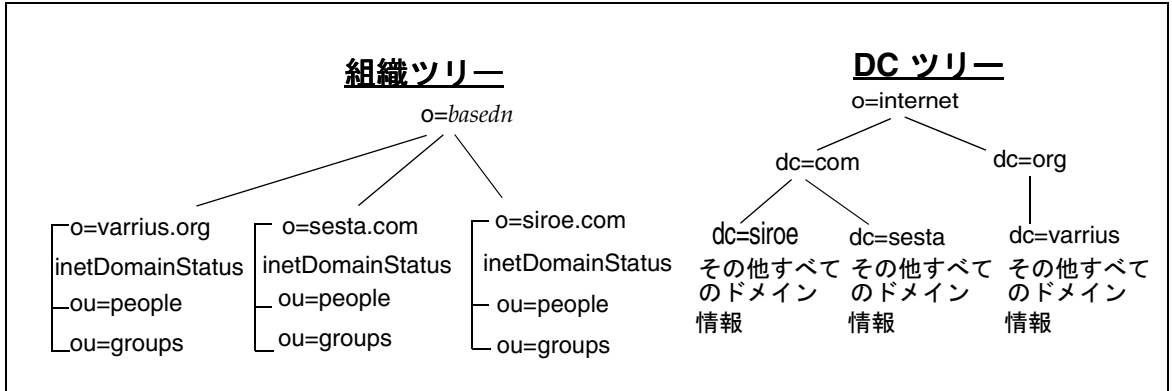 組織ツリー
o=basedn
o=varrius.org
inetDomainStatus
ou=people
ou=groups
o=sesta.com
inetDomainStatus
ou=people
ou=groups
o=siroe.com
inetDomainStatus
ou=people
ou=groups
DC ツリー
o=internet
dc=com
dc=org
dc=siroe
その他すべて
のドメイン
情報
dc=sesta
その他すべて
のドメイン
情報
dc=varrius
その他すべて
のドメイン
情報